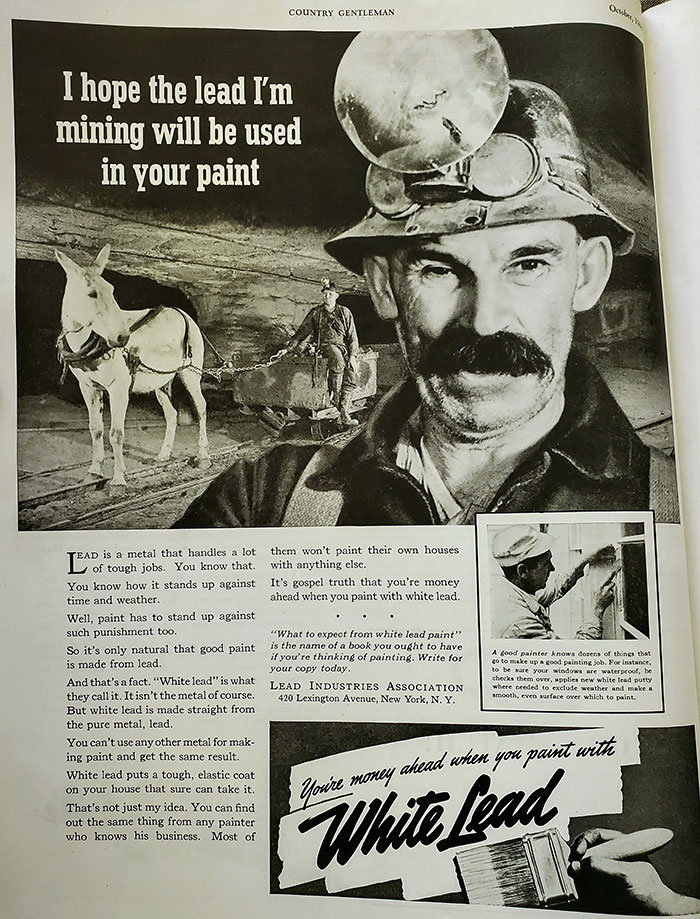 COUNTRY GENTLEMAN
October,
I hope the lead I'm
mining will be used
in your paint
LEAD is a metal that handles a lot
of tough jobs. You know that.
You know how it stands up against
time and weather.
Well, paint has to stand up against
such punishment too.
So it's only natural that good paint
is made from lead.
And that's a fact. "White lead" is what
they call it. It isn't the metal of course.
But white lead is made straight from
the pure metal, lead.
You can't use any other metal for mak-
ing paint and get the same result.
White lead puts a tough, elastic coat
on your house that sure can take it.
That's not just my idea. You can find
out the same thing from any painter
who knows his business. Most of
them won't paint their own houses
with anything else.
It's gospel truth that you're money
ahead when you paint with white lead.
"What to expect from white lead paint"
is the name of a book you ought to have
if you're thinking of painting. Write for
your copy today.
LEAD INDUSTRIES ASSOCIATION
420 Lexington Avenue, New York, N. Y.
A good painter knows dozens of things that
go to make up a good painting job. For instance,
to be sure your windows are waterproof, he
checks them over, applies new white lead putty
where needed to exclude weather and make a
smooth, even surface over which to paint.
You're money ahead when you paint with
White Lead